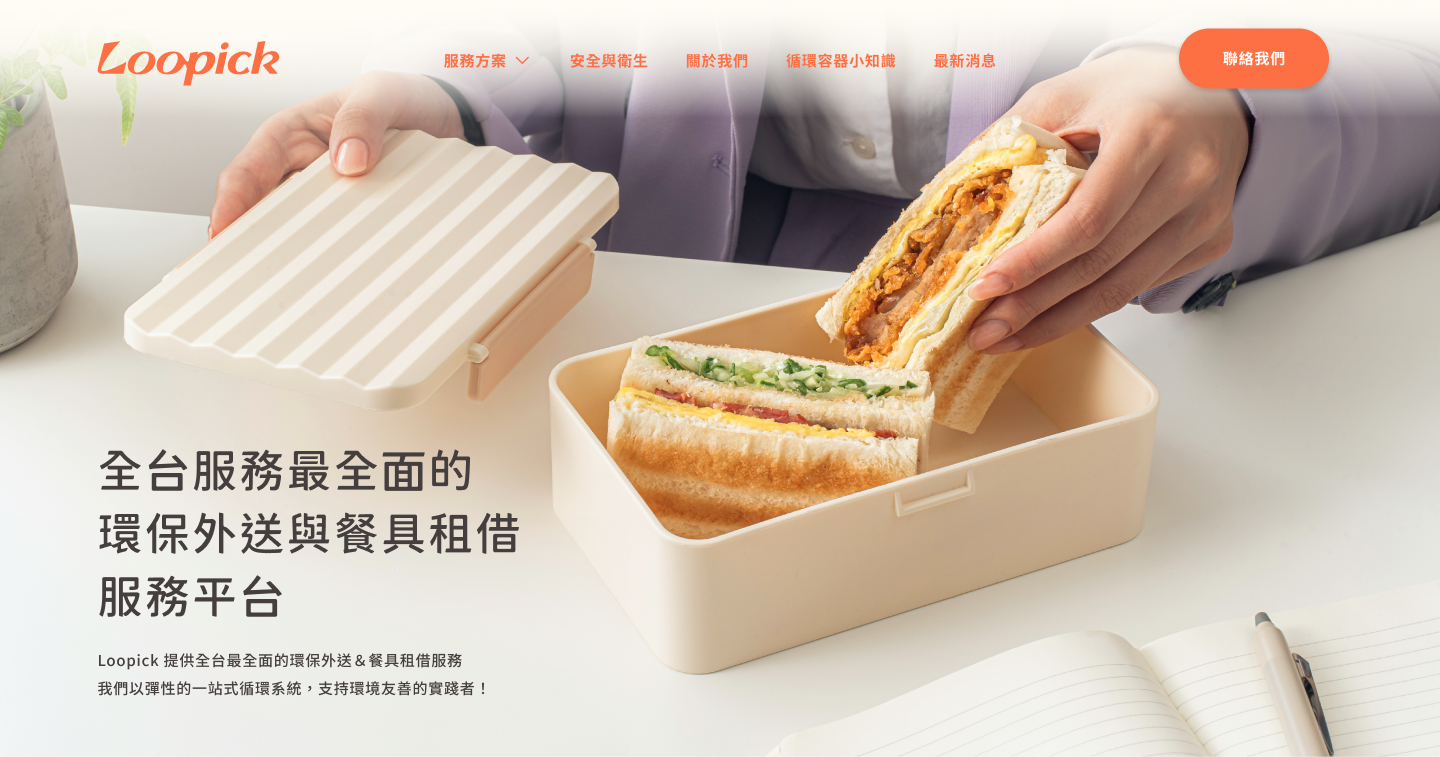 Loopick
服務方案
安全與衛生
關於我們
循環容器小知識
最新消息
聯絡我們
全台服務最全面的
環保外送與餐具租借
服務平台
Loopick 提供全台最全面的環保外送＆餐具租借服務
我們以彈性的一站式循環系統，支持環境友善的實踐者！